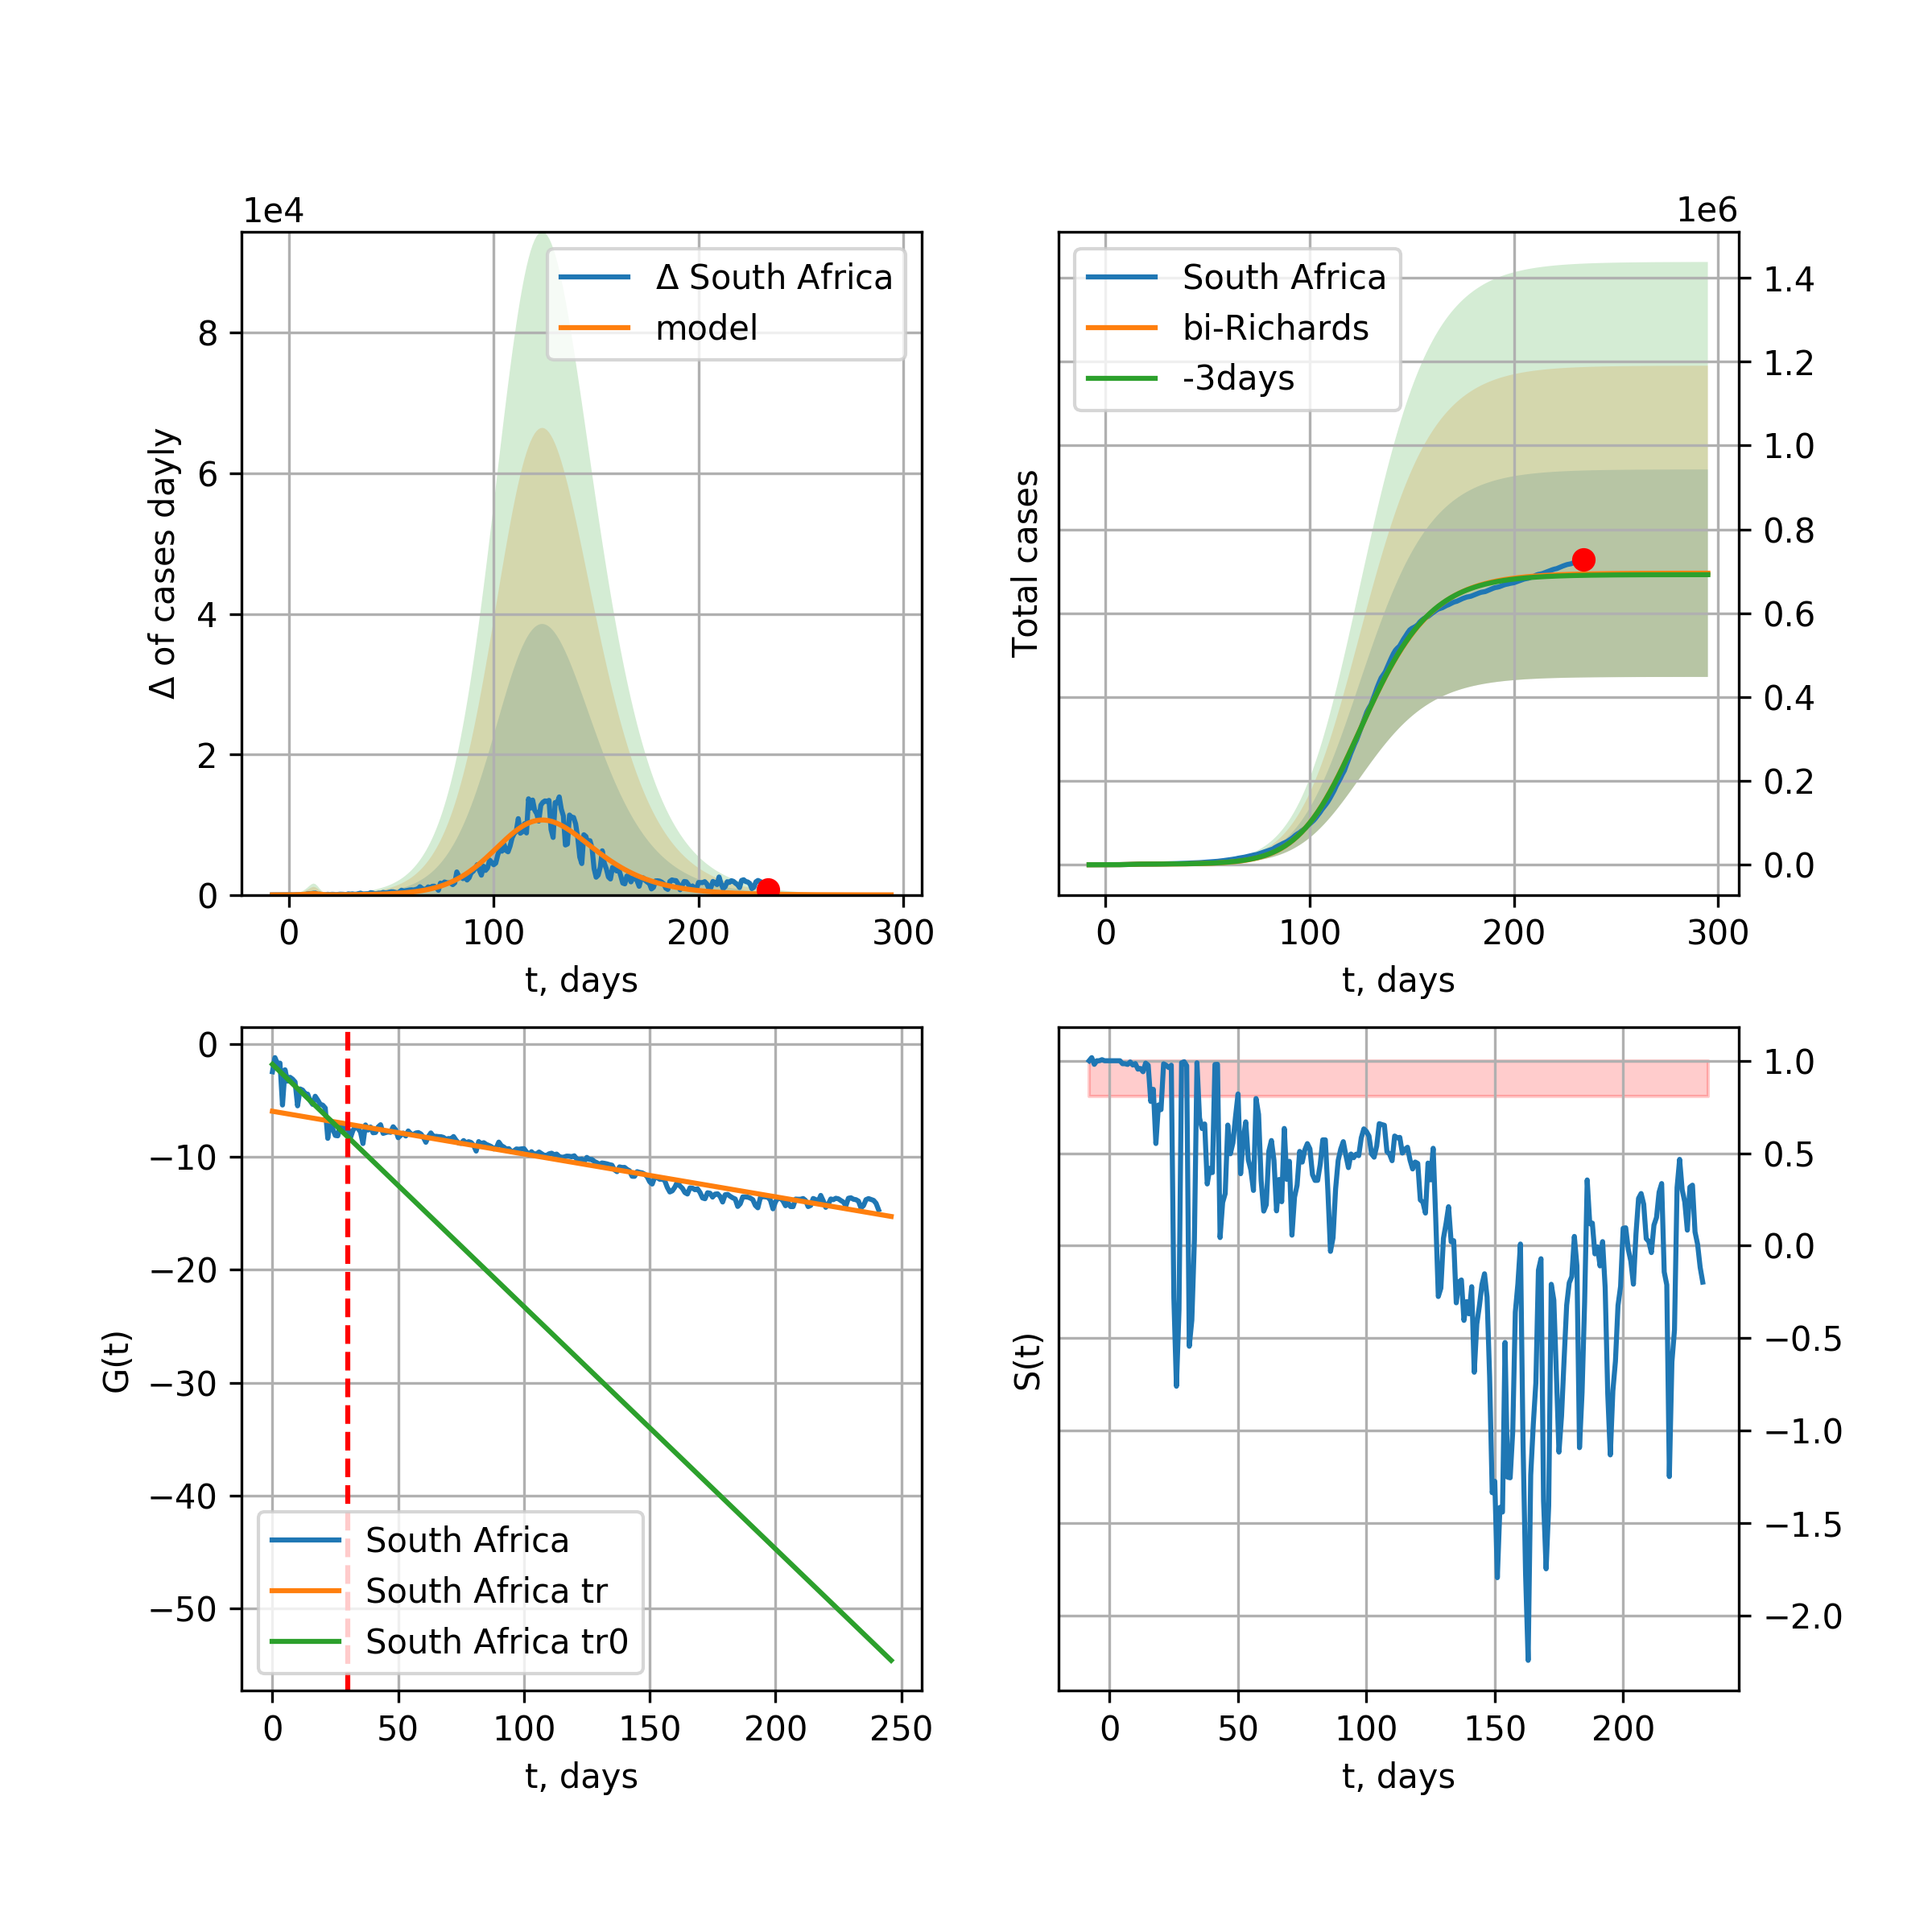 1e4
Δ of cases dayly
8
6
4
2
0
0 100 200 300
t, days
Δ South Africa
model
1e6
Total cases
1.4
1.2
1.0
0.8
0.6
0.4
0.2
0.0
0 100 200 300
t, days
South Africa
bi-Richards
-3days
G(t)
0
−10
−20
−30
−40
−50
0 50 100 150 200 250
t, days
South Africa
South Africa tr
South Africa tr0
S(t)
1.0
0.5
0.0
−0.5
−1.0
−1.5
−2.0
0 50 100 150 200
t, days